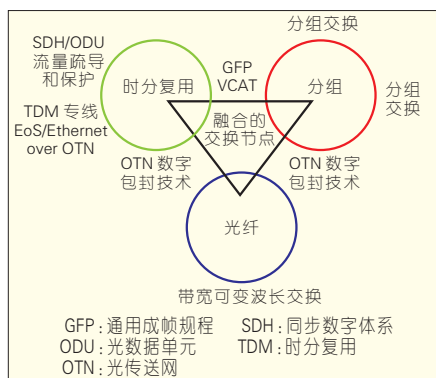 SDH/ODU
流量疏导
和保护
TDM 专线
EoS/Ethernet
over OTN
时分复用
GFP
VCAT
分组交换
分组
分组
交换
融合的
交换节点
OTN 数字
包封技术
OTN 数字
包封技术
光纤
带宽可变波长交换
GFP:通用成帧规程 SDH:同步数字体系
ODU:光数据单元 TDM:时分复用
OTN:光传送网